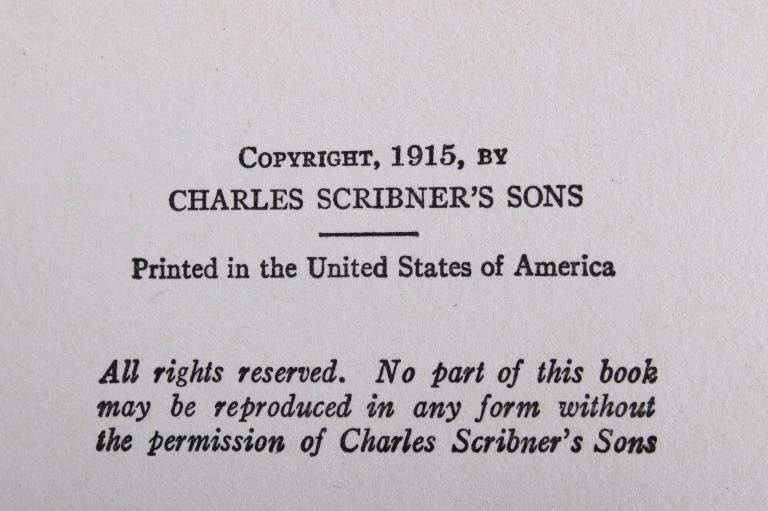 COPYRIGHT, 1915, BY
CHARLES SCRIBNER'S SONS
Printed in the United States of America
All rights reserved. No part of this book
may be reproduced in any form without
the permission of Charles Scribner's Sons